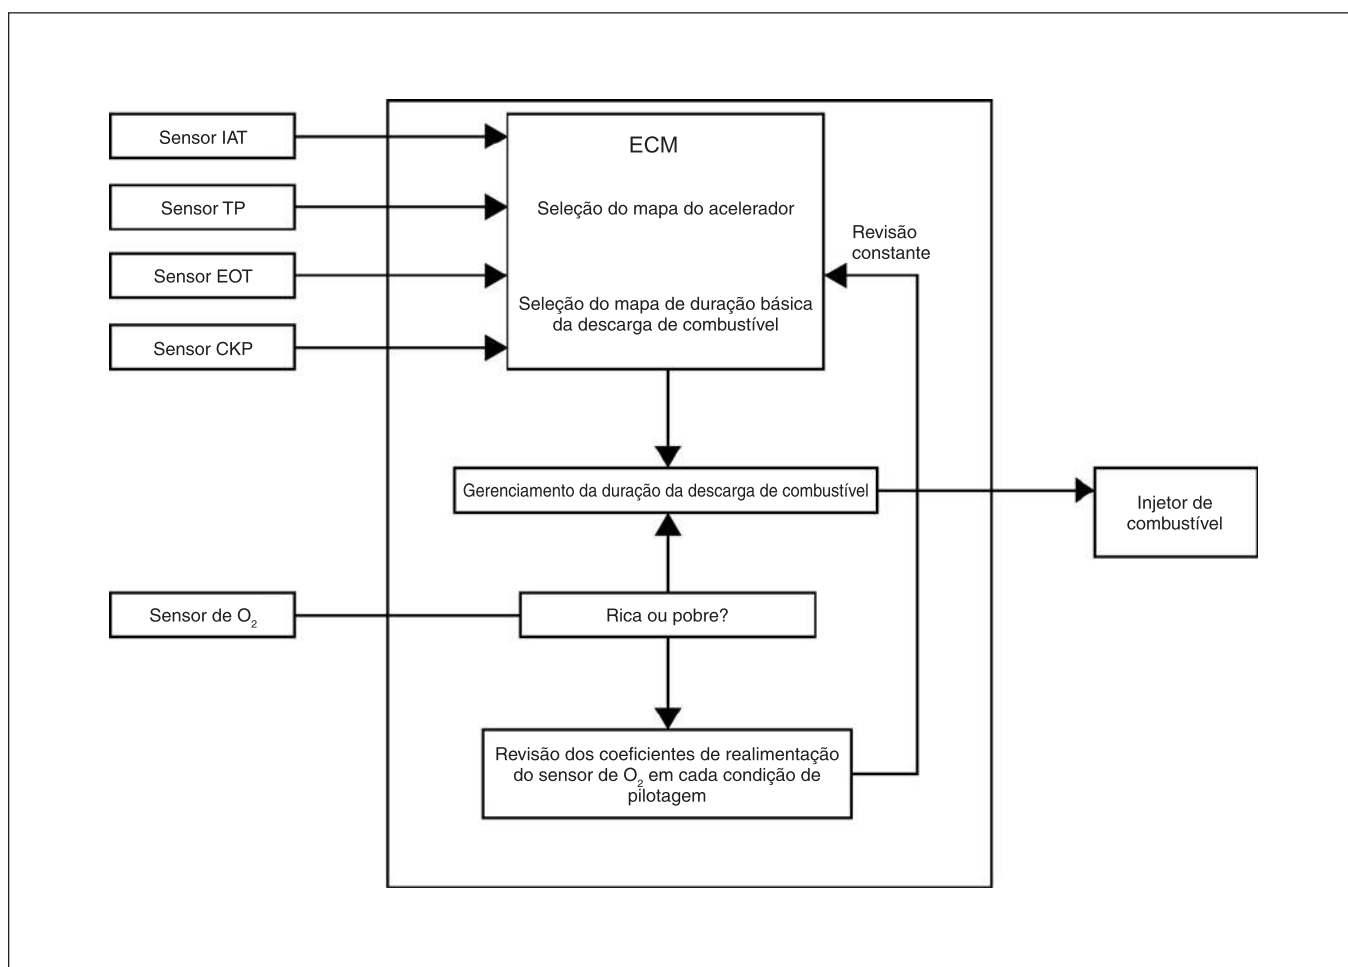 Sensor IAT
Sensor TP
Sensor EOT
Sensor CKP
ECM
Seleção do mapa do acelerador
Seleção do mapa de duração básica
da descarga de combustível
Revisão
constante
Gerenciamento da duração da descarga de combustível
Injetor de
combustível
Sensor de O₂
Rica ou pobre?
Revisão dos coeficientes de realimentação
do sensor de O₂ em cada condição de
pilotagem